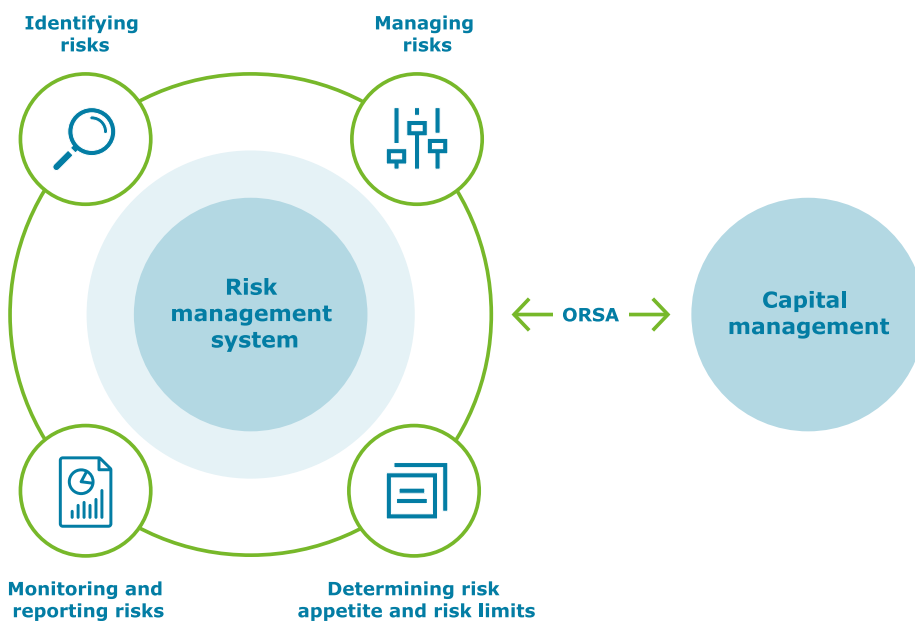 Identifying
risks
Managing
risks
Risk
management
system
ORSA
Capital
management
Monitoring and
reporting risks
Determining risk
appetite and risk limits